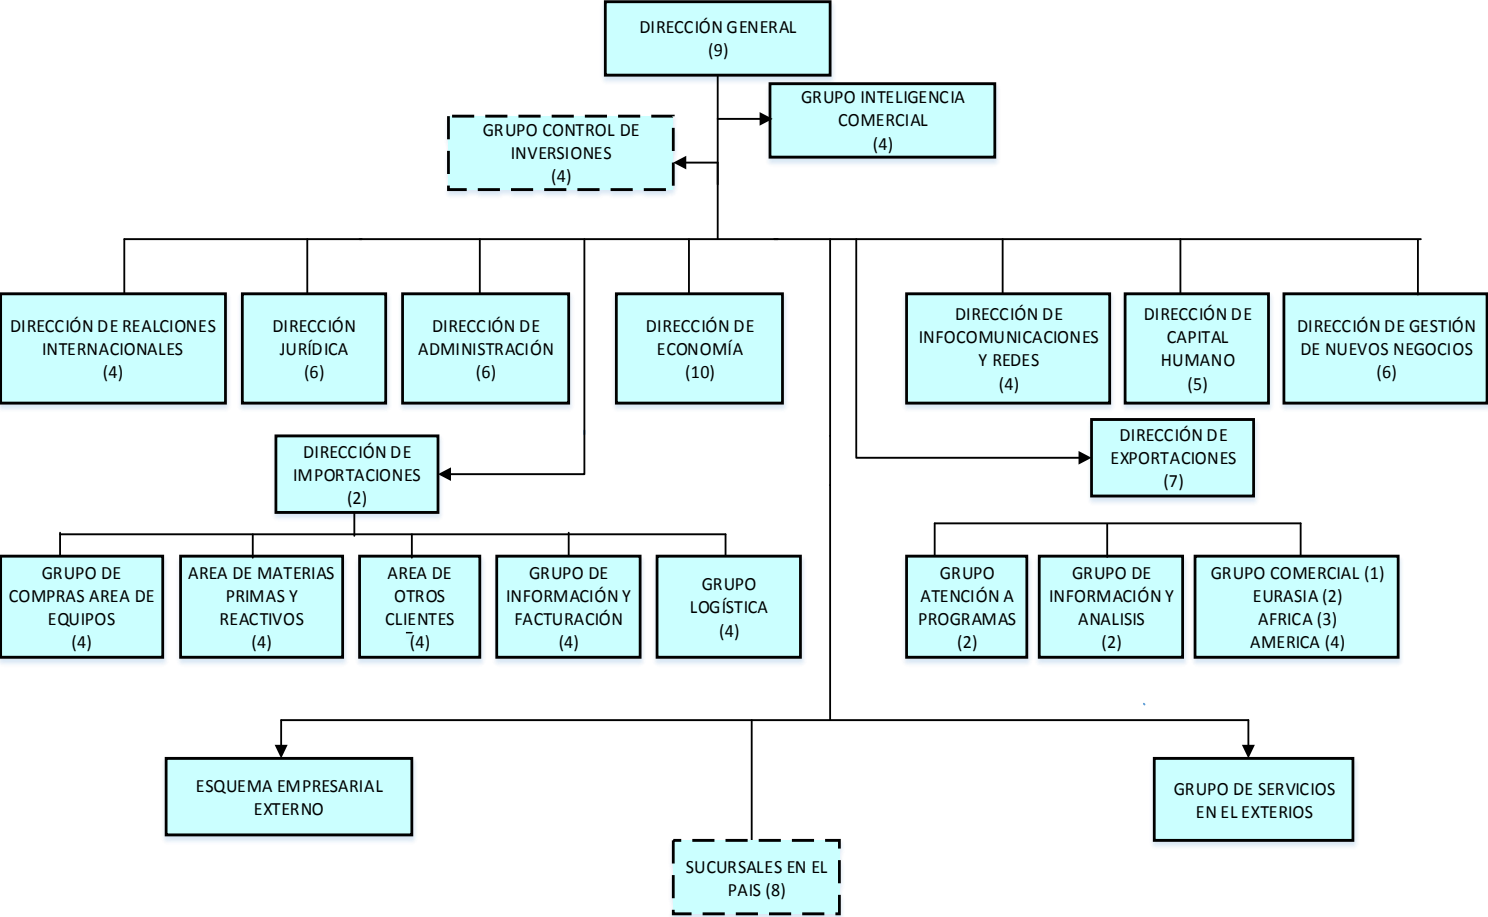 DIRECCIÓN GENERAL
(9)
GRUPO INTELIGENCIA
COMERCIAL
(4)
GRUPO CONTROL DE
INVERSIONES
(4)
DIRECCIÓN DE REALCIONES
INTERNACIONALES
(4)
DIRECCIÓN
JURÍDICA
(6)
DIRECCIÓN DE
ADMINISTRACIÓN
(6)
DIRECCIÓN DE
ECONOMÍA
(10)
DIRECCIÓN DE
INFOCOMUNICACIONES
Y REDES
(4)
DIRECCIÓN DE
CAPITAL
HUMANO
(5)
DIRECCIÓN DE GESTIÓN
DE NUEVOS NEGOCIOS
(6)
DIRECCIÓN DE
IMPORTACIONES
(2)
DIRECCIÓN DE
EXPORTACIONES
(7)
GRUPO DE
COMPRAS AREA DE
EQUIPOS
(4)
AREA DE MATERIAS
PRIMAS Y
REACTIVOS
(4)
AREA DE
OTROS
CLIENTES
(4)
GRUPO DE
INFORMACIÓN Y
FACTURACIÓN
(4)
GRUPO
LOGÍSTICA
(4)
GRUPO
ATENCIÓN A
PROGRAMAS
(2)
GRUPO DE
INFORMACIÓN Y
ANALISIS
(2)
GRUPO COMERCIAL (1)
EURASIA (2)
AFRICA (3)
AMERICA (4)
ESQUEMA EMPRESARIAL
EXTERNO
SUCURSALES EN EL
PAIS (8)
GRUPO DE SERVICIOS
EN EL EXTERIOS